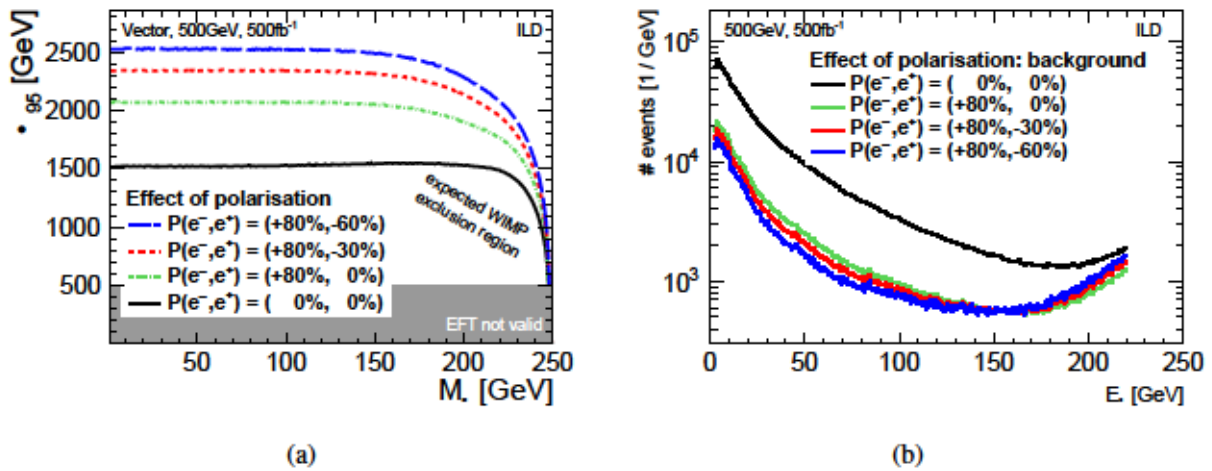 Vector, 500GeV, 500fb⁻¹ ILD
• 95 [GeV]
2500
2000
1500
1000
500
expected WIMP
exclusion region
Effect of polarisation
P(e⁻,e⁺) = (+80%,-60%)
P(e⁻,e⁺) = (+80%,-30%)
P(e⁻,e⁺) = (+80%, 0%)
P(e⁻,e⁺) = ( 0%, 0%)
EFT not valid
50 100 150 200 250
M• [GeV]
(a)
500GeV, 500fb⁻¹ ILD
# events [1 / GeV]
10⁵
10⁴
10³
Effect of polarisation: background
P(e⁻,e⁺) = ( 0%, 0%)
P(e⁻,e⁺) = (+80%, 0%)
P(e⁻,e⁺) = (+80%,-30%)
P(e⁻,e⁺) = (+80%,-60%)
0 50 100 150 200 250
E• [GeV]
(b)